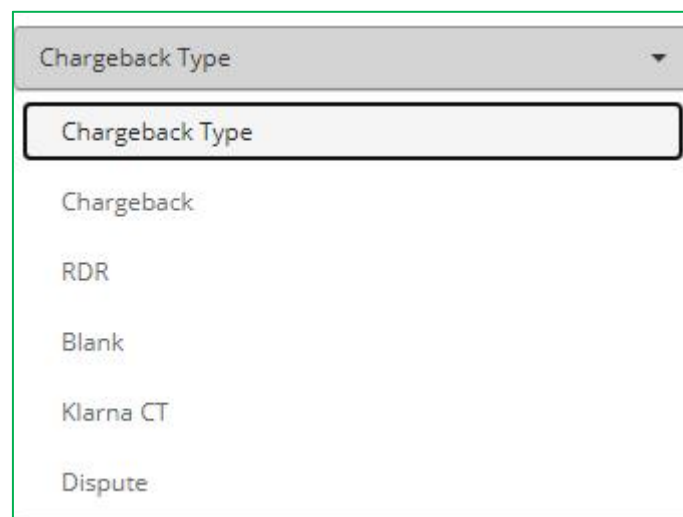 Chargeback Type
Chargeback Type
Chargeback
RDR
Blank
Klarna CT
Dispute